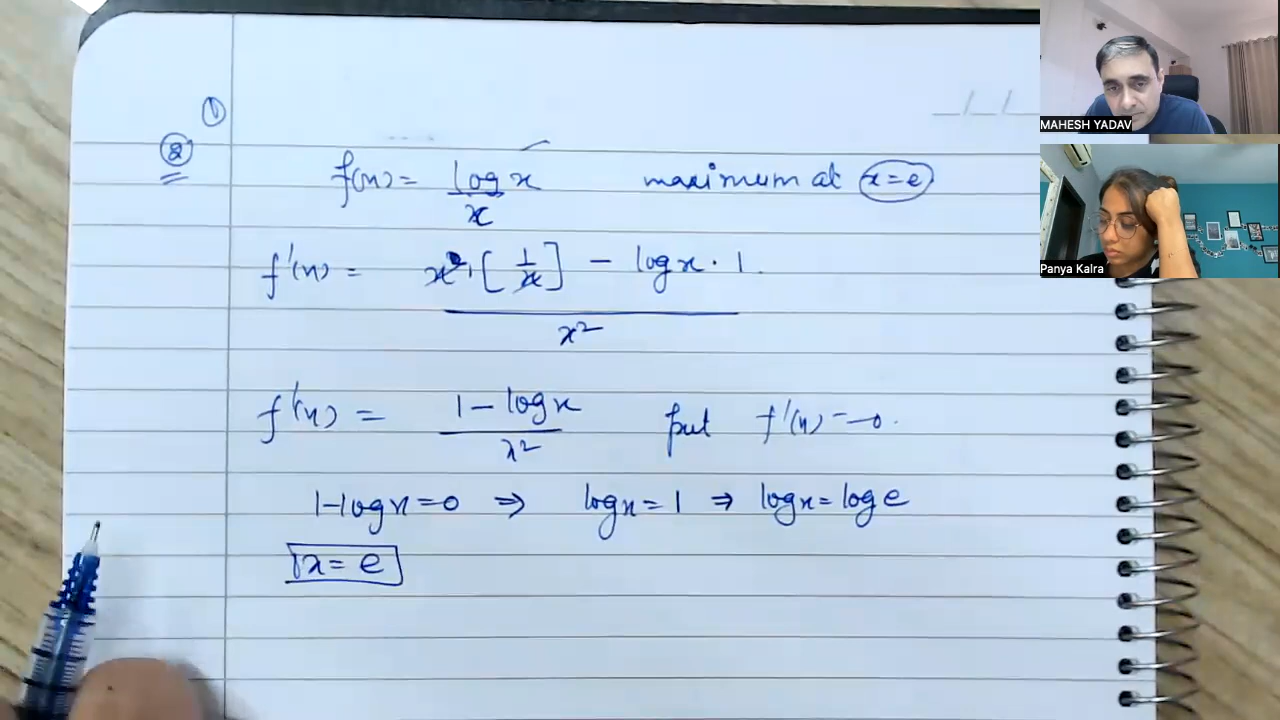 ①
②
f(x) = log x / x maximum at x = e
f'(x) = x · [1/x] − log x · 1 / x²
f'(x) = 1 − log x / x² put f'(x) = 0.
1 − log x = 0 ⇒ log x = 1 ⇒ log x = log e
x = e
MAHESH YADAV
Panya Kalra